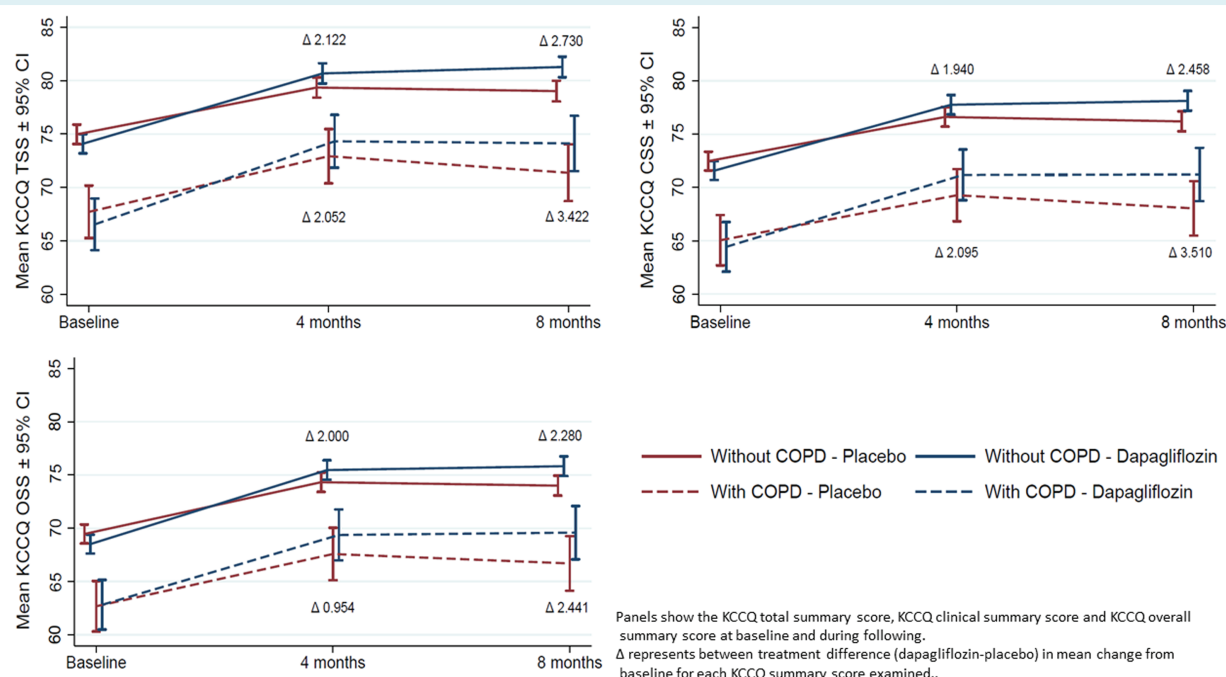 Mean KCCQ TSS ± 95% CI
85
80
75
70
65
60
Δ 2.122
Δ 2.730
Δ 2.052
Δ 3.422
Baseline
4 months
8 months
Mean KCCQ CSS ± 95% CI
85
80
75
70
65
60
Δ 1.940
Δ 2.458
Δ 2.095
Δ 3.510
Baseline
4 months
8 months
Mean KCCQ OSS ± 95% CI
85
80
75
70
65
60
Δ 2.000
Δ 2.280
Δ 0.954
Δ 2.441
Baseline
4 months
8 months
Without COPD - Placebo
Without COPD - Dapagliflozin
With COPD - Placebo
With COPD - Dapagliflozin
Panels show the KCCQ total summary score, KCCQ clinical summary score and KCCQ overall
summary score at baseline and during following.
Δ represents between treatment difference (dapagliflozin-placebo) in mean change from
baseline for each KCCQ summary score examined..